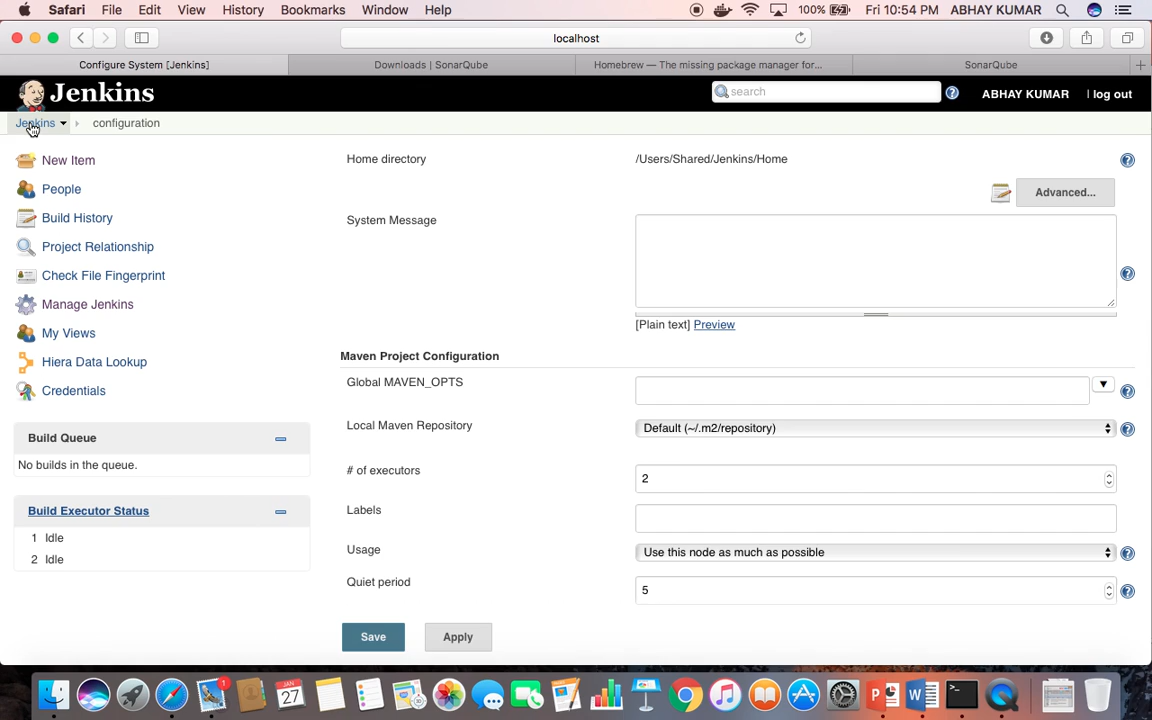 Safari File Edit View History Bookmarks Window Help 100% Fri 10:54 PM ABHAY KUMAR
localhost
Configure System [Jenkins] Downloads | SonarQube Homebrew — The missing package manager for... SonarQube
Jenkins search ABHAY KUMAR | log out
Jenkins configuration
New Item
People
Build History
Project Relationship
Check File Fingerprint
Manage Jenkins
My Views
Hiera Data Lookup
Credentials
Build Queue
No builds in the queue.
Build Executor Status
1 Idle
2 Idle
Home directory /Users/Shared/Jenkins/Home
Advanced...
System Message
[Plain text] Preview
Maven Project Configuration
Global MAVEN_OPTS
Local Maven Repository Default (~/.m2/repository)
# of executors 2
Labels
Usage Use this node as much as possible
Quiet period 5
Save Apply
1
JAN
27